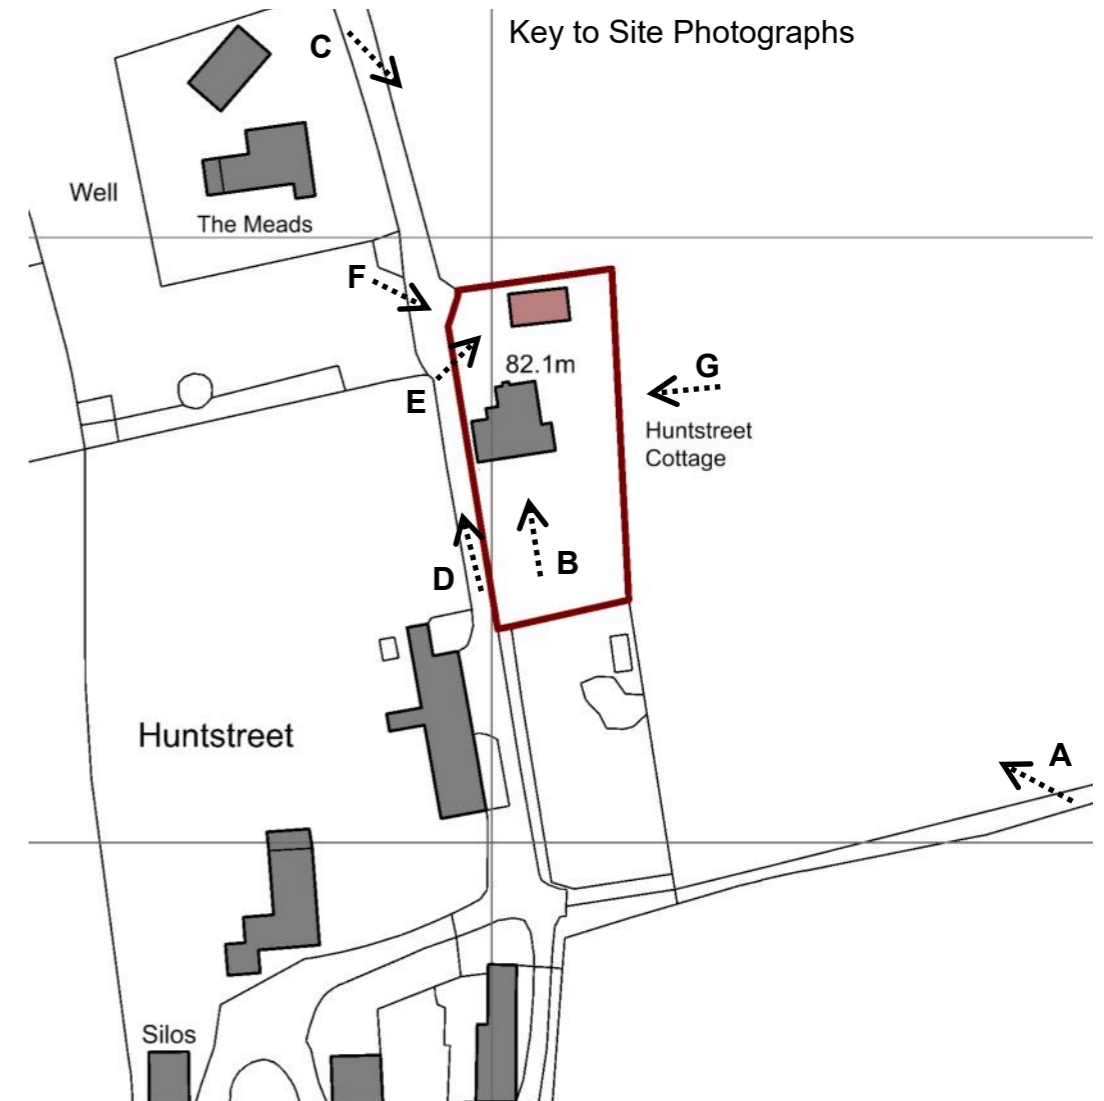 Key to Site Photographs
C
Well
The Meads
F
82.1m
G
E
Huntstreet
Cottage
B
D
Huntstreet
A
Silos